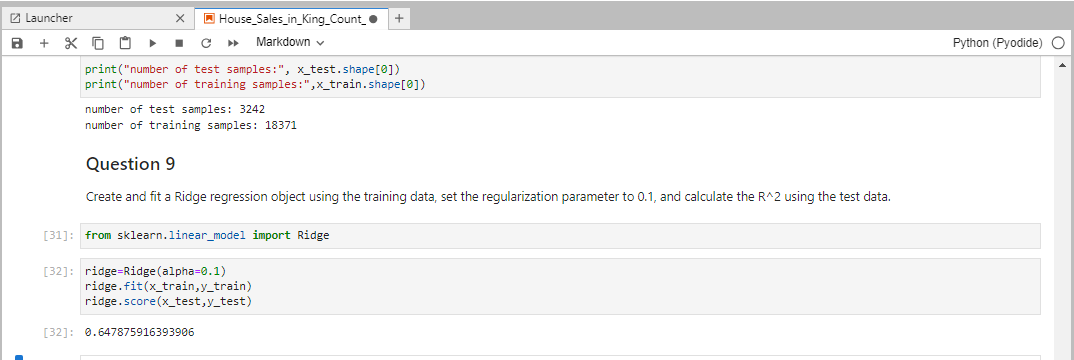 Launcher
House_Sales_in_King_Count_
Markdown
Python (Pyodide)
print("number of test samples:", x_test.shape[0])
print("number of training samples:",x_train.shape[0])
number of test samples: 3242
number of training samples: 18371
Question 9
Create and fit a Ridge regression object using the training data, set the regularization parameter to 0.1, and calculate the R^2 using the test data.
[31]: from sklearn.linear_model import Ridge
[32]: ridge=Ridge(alpha=0.1)
ridge.fit(x_train,y_train)
ridge.score(x_test,y_test)
[32]: 0.647875916393906